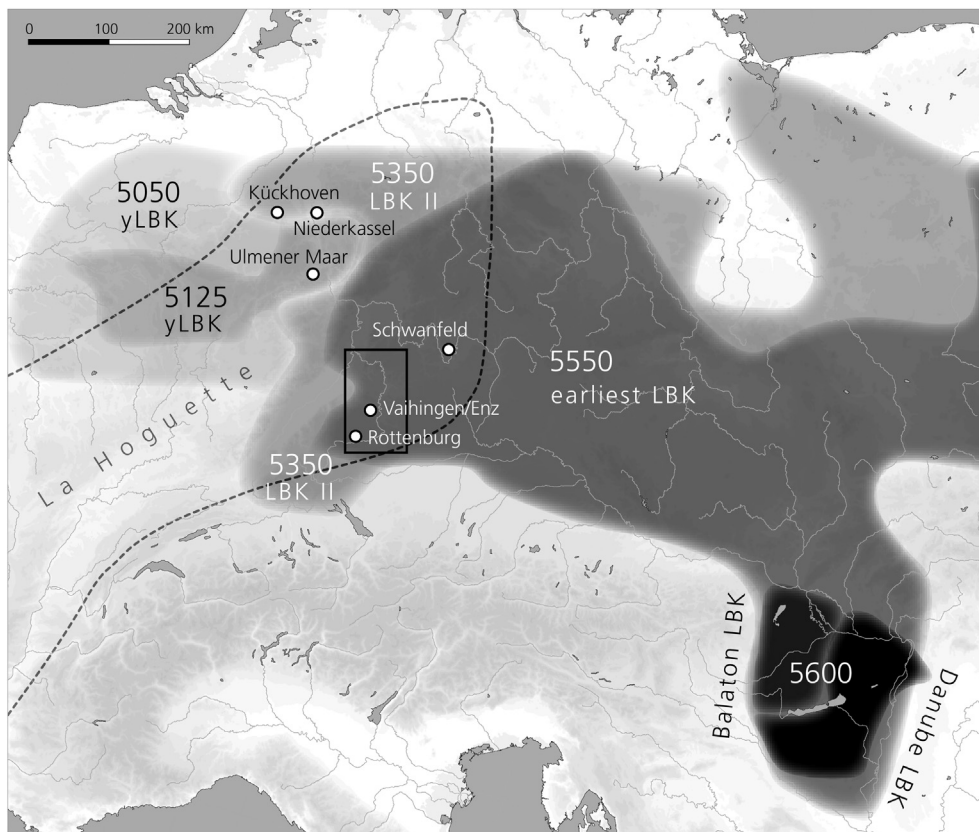 0 100 200 km
5050
yLBK
Kückhoven
5350
LBK II
Niederkassel
Ulmener Maar
5125
yLBK
Schwanfeld
5550
earliest LBK
La Hoguette
Vaihingen/Enz
Rottenburg
5350
LBK II
Balaton LBK
5600
Danube LBK